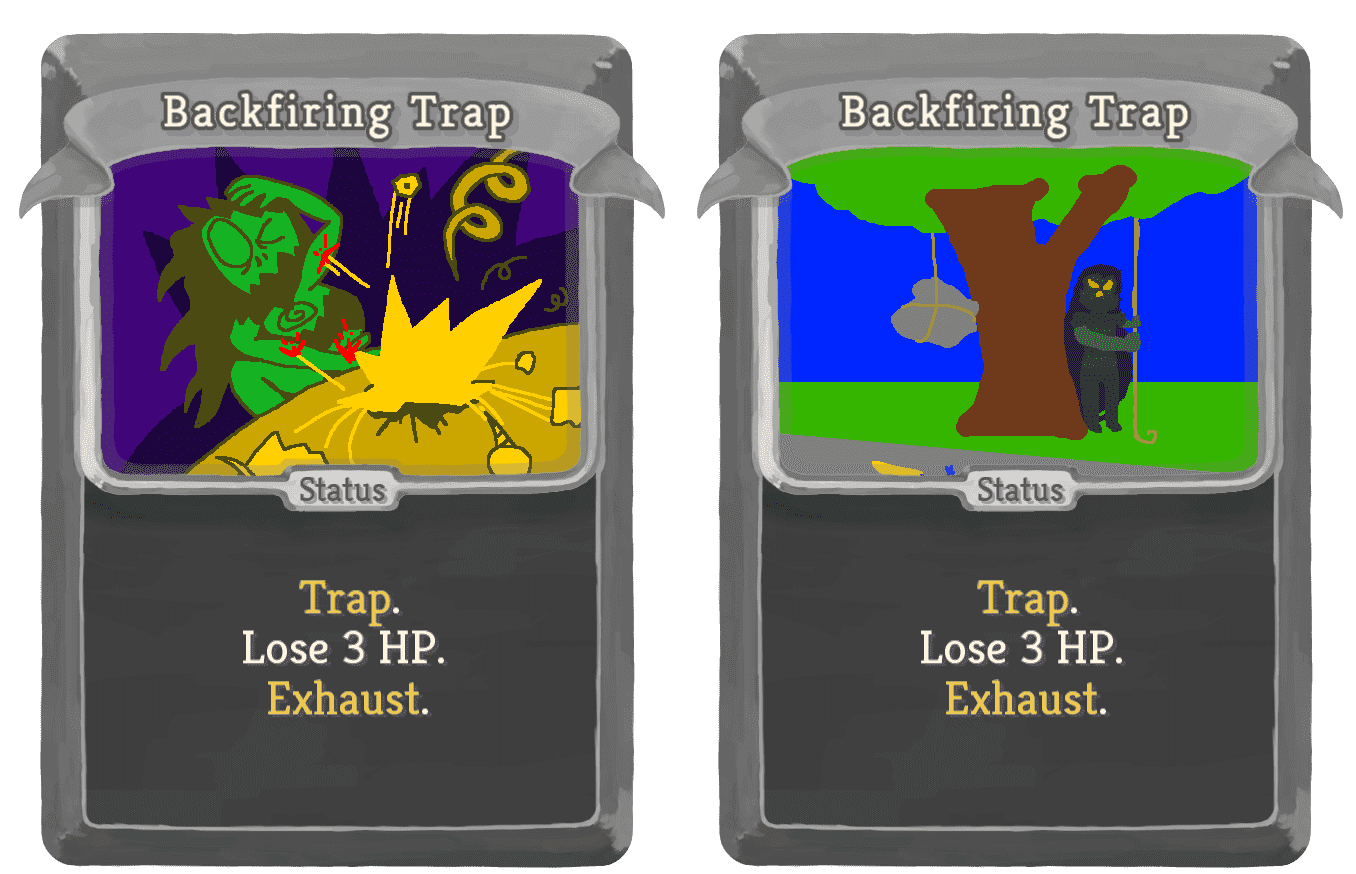 Backfiring Trap
Status
Trap.
Lose 3 HP.
Exhaust.
Backfiring Trap
Status
Trap.
Lose 3 HP.
Exhaust.